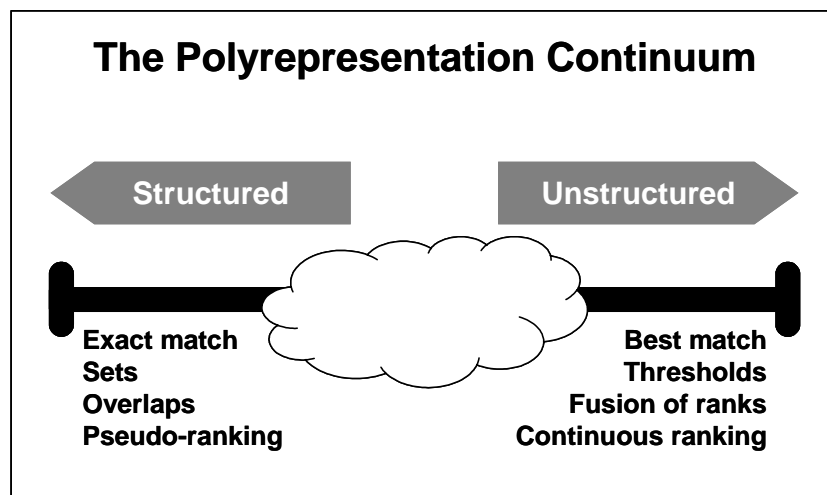 The Polyrepresentation Continuum
Structured
Unstructured
Exact match
Sets
Overlaps
Pseudo-ranking
Best match
Thresholds
Fusion of ranks
Continuous ranking